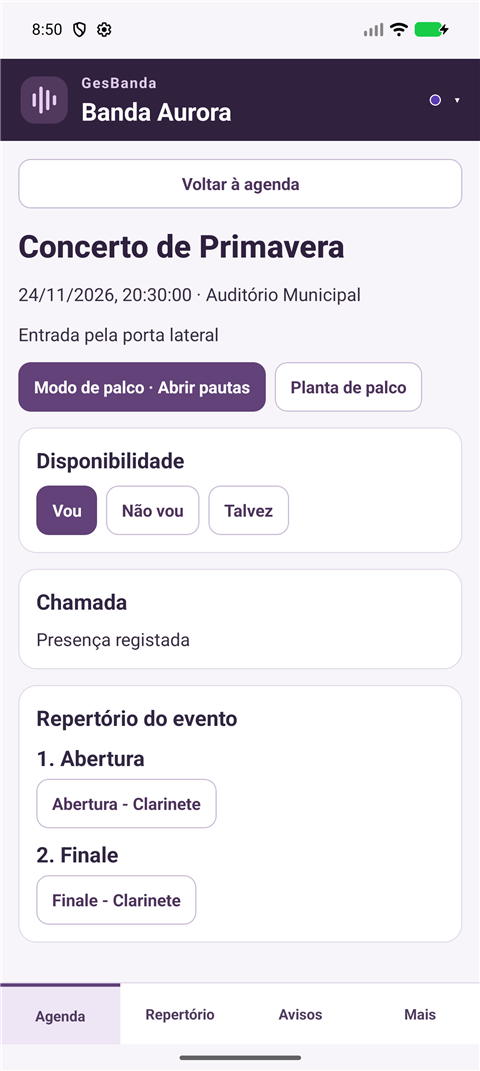 8:50
GesBanda
Banda Aurora
Voltar à agenda
Concerto de Primavera
24/11/2026, 20:30:00 · Auditório Municipal
Entrada pela porta lateral
Modo de palco · Abrir pautas
Planta de palco
Disponibilidade
Vou
Não vou
Talvez
Chamada
Presença registada
Repertório do evento
1. Abertura
Abertura - Clarinete
2. Finale
Finale - Clarinete
Agenda
Repertório
Avisos
Mais